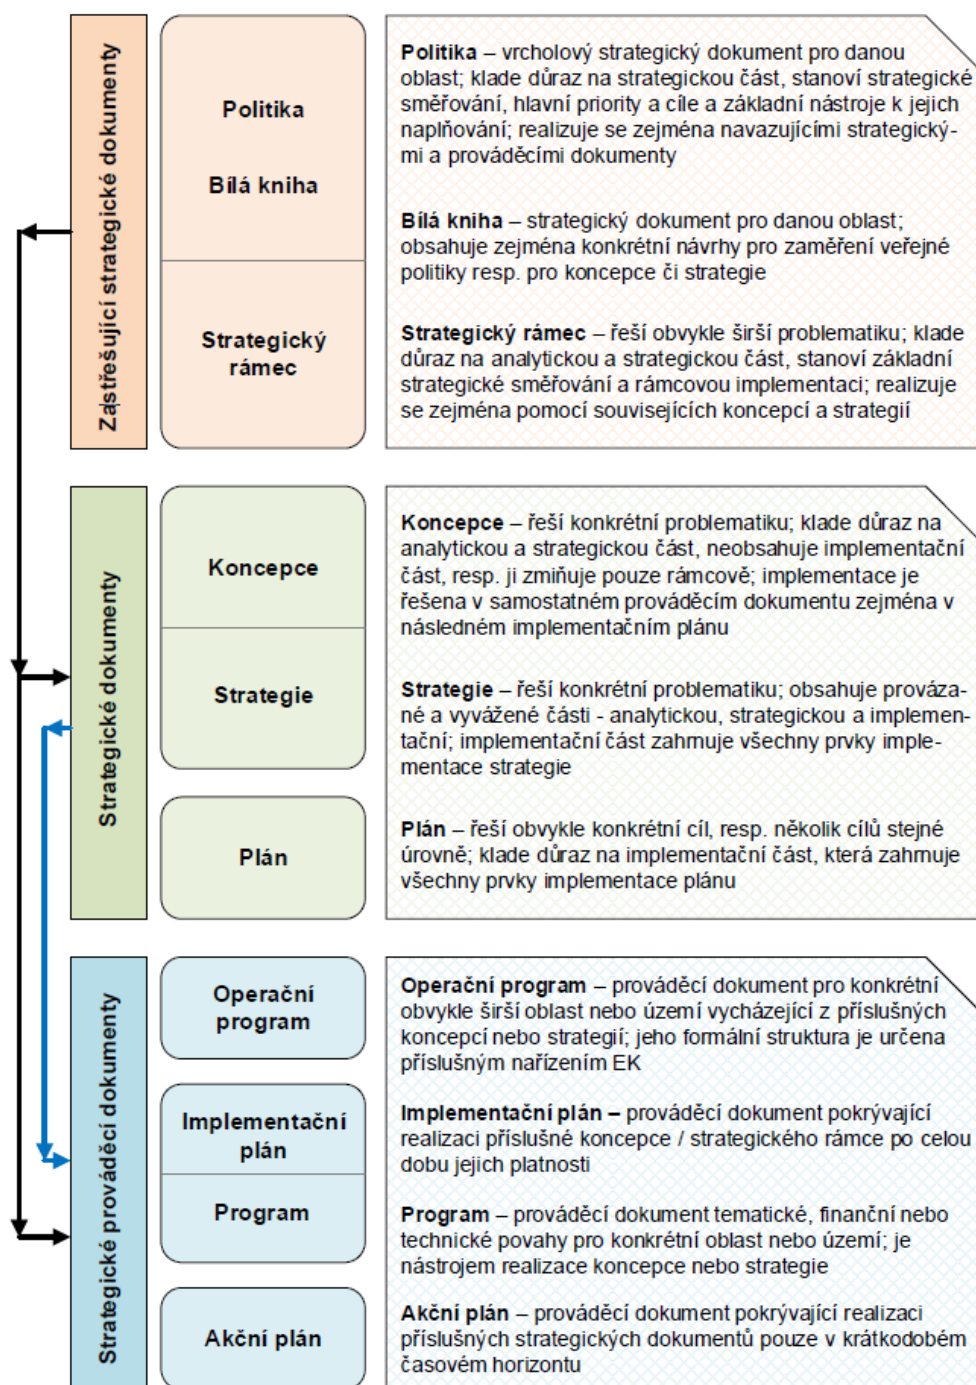 Zastřešující strategické dokumenty
Politika
Bílá kniha
Strategický
rámec
Politika – vrcholový strategický dokument pro danou
oblast; klade důraz na strategickou část, stanoví strategické
směřování, hlavní priority a cíle a základní nástroje k jejich
naplňování; realizuje se zejména navazujícími strategický-
mi a prováděcími dokumenty
Bílá kniha – strategický dokument pro danou oblast;
obsahuje zejména konkrétní návrhy pro zaměření veřejné
politiky resp. pro koncepce či strategie
Strategický rámec – řeší obvykle širší problematiku; klade
důraz na analytickou a strategickou část, stanoví základní
strategické směřování a rámcovou implementaci; realizuje
se zejména pomocí souvisejících koncepcí a strategií
Strategické dokumenty
Koncepce
Strategie
Plán
Koncepce – řeší konkrétní problematiku; klade důraz na
analytickou a strategickou část, neobsahuje implementační
část, resp. ji zmiňuje pouze rámcově; implementace je
řešena v samostatném prováděcím dokumentu zejména v
následném implementačním plánu
Strategie – řeší konkrétní problematiku; obsahuje prováza-
né a vyvážené části - analytickou, strategickou a implemen-
tační; implementační část zahrnuje všechny prvky imple-
mentace strategie
Plán – řeší obvykle konkrétní cíl, resp. několik cílů stejné
úrovně; klade důraz na implementační část, která zahrnuje
všechny prvky implementace plánu
Strategické prováděcí dokumenty
Operační
program
Implementační
plán
Program
Akční plán
Operační program – prováděcí dokument pro konkrétní
obvykle širší oblast nebo území vycházející z příslušných
koncepcí nebo strategií; jeho formální struktura je určena
příslušným nařízením EK
Implementační plán – prováděcí dokument pokrývající
realizaci příslušné koncepce / strategického rámce po celou
dobu jejich platnosti
Program – prováděcí dokument tematické, finanční nebo
technické povahy pro konkrétní oblast nebo území; je
nástrojem realizace koncepce nebo strategie
Akční plán – prováděcí dokument pokrývající realizaci
příslušných strategických dokumentů pouze v krátkodobém
časovém horizontu